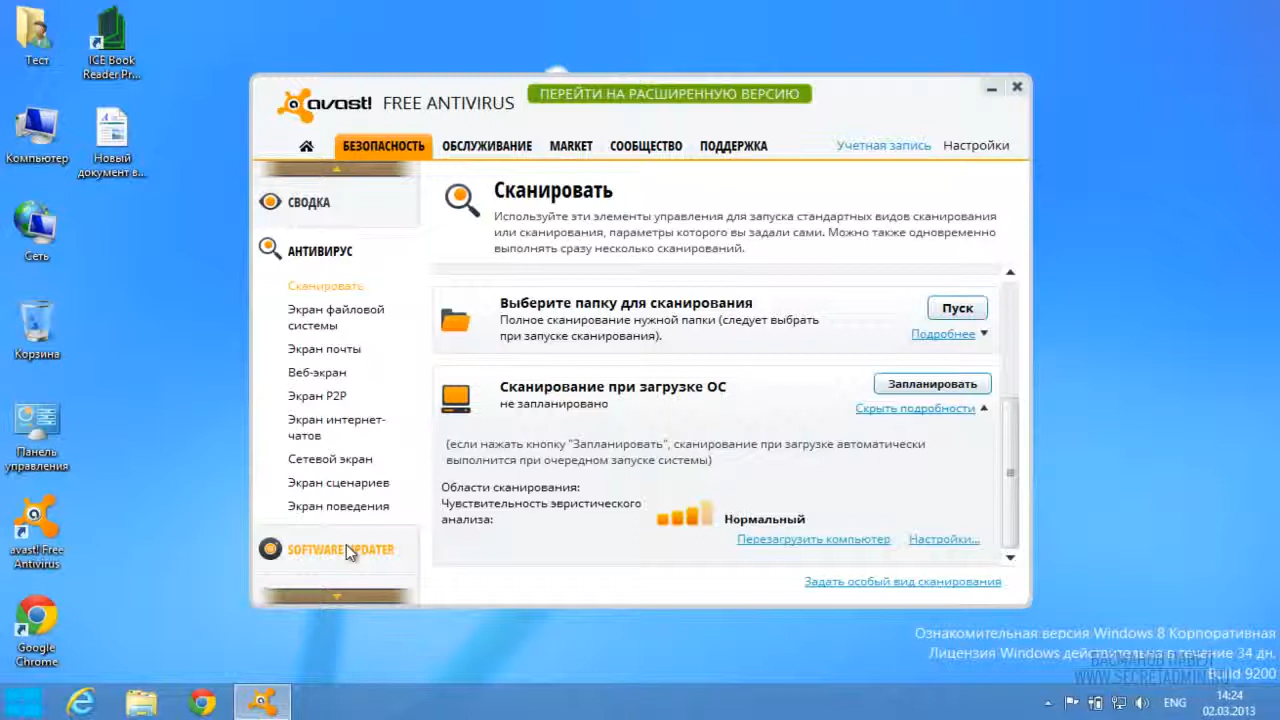 Тест
ICE Book
Reader Pr...
Компьютер
Новый
документ в...
Сеть
Корзина
Панель
управления
avast! Free
Antivirus
Google
Chrome
avast! FREE ANTIVIRUS
ПЕРЕЙТИ НА РАСШИРЕННУЮ ВЕРСИЮ
БЕЗОПАСНОСТЬ ОБСЛУЖИВАНИЕ MARKET СООБЩЕСТВО ПОДДЕРЖКА Учетная запись Настройки
СВОДКА
АНТИВИРУС
Сканировать
Экран файловой
системы
Экран почты
Веб-экран
Экран P2P
Экран интернет-
чатов
Сетевой экран
Экран сценариев
Экран поведения
SOFTWARE UPDATER
Сканировать
Используйте эти элементы управления для запуска стандартных видов сканирования
или сканирования, параметры которого вы задали сами. Можно также одновременно
выполнять сразу несколько сканирований.
Выберите папку для сканирования
Полное сканирование нужной папки (следует выбрать
при запуске сканирования).
Пуск
Подробнее
Сканирование при загрузке ОС
не запланировано
Запланировать
Скрыть подробности
(если нажать кнопку "Запланировать", сканирование при загрузке автоматически
выполнится при очередном запуске системы)
Области сканирования:
Чувствительность эвристического
анализа:
Нормальный
Перезагрузить компьютер Настройки...
Задать особый вид сканирования
Ознакомительная версия Windows 8 Корпоративная
Лицензия Windows действительна в течение 34 дн.
Build 9200
ВАСМАНОВ ПАВЕЛ
WWW.SECRETADMIN.RU
ENG
14:24
02.03.2013